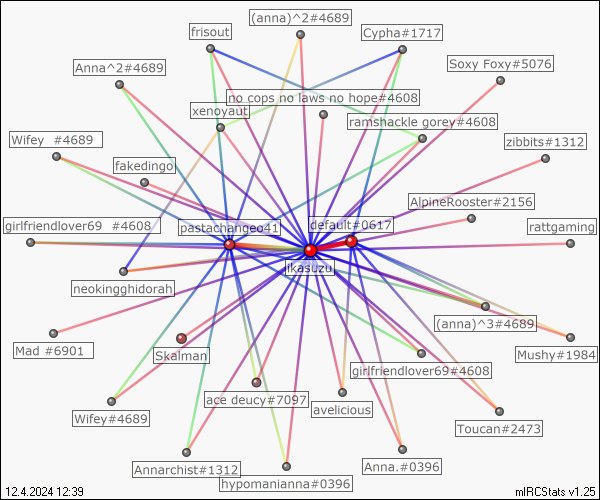 (anna)^2#4689
frisout
Cypha#1717
Soxy Foxy#5076
Anna^2#4689
no cops no laws no hope#4608
xenoyaut
ramshackle gorey#4608
Wifey  #4689
zibbits#1312
fakedingo
AlpineRooster#2156
girlfriendlover69  #4608
pastachangeo41
default#0617
rattgaming
ikasuzu
neokingghidorah
(anna)^3#4689
Mad #6901
Skalman
Mushy#1984
girlfriendlover69#4608
ace deucy#7097
avelicious
Wifey#4689
Toucan#2473
Annarchist#1312
Anna.#0396
hypomanianna#0396
12.4.2024 12:39
mIRCStats v1.25